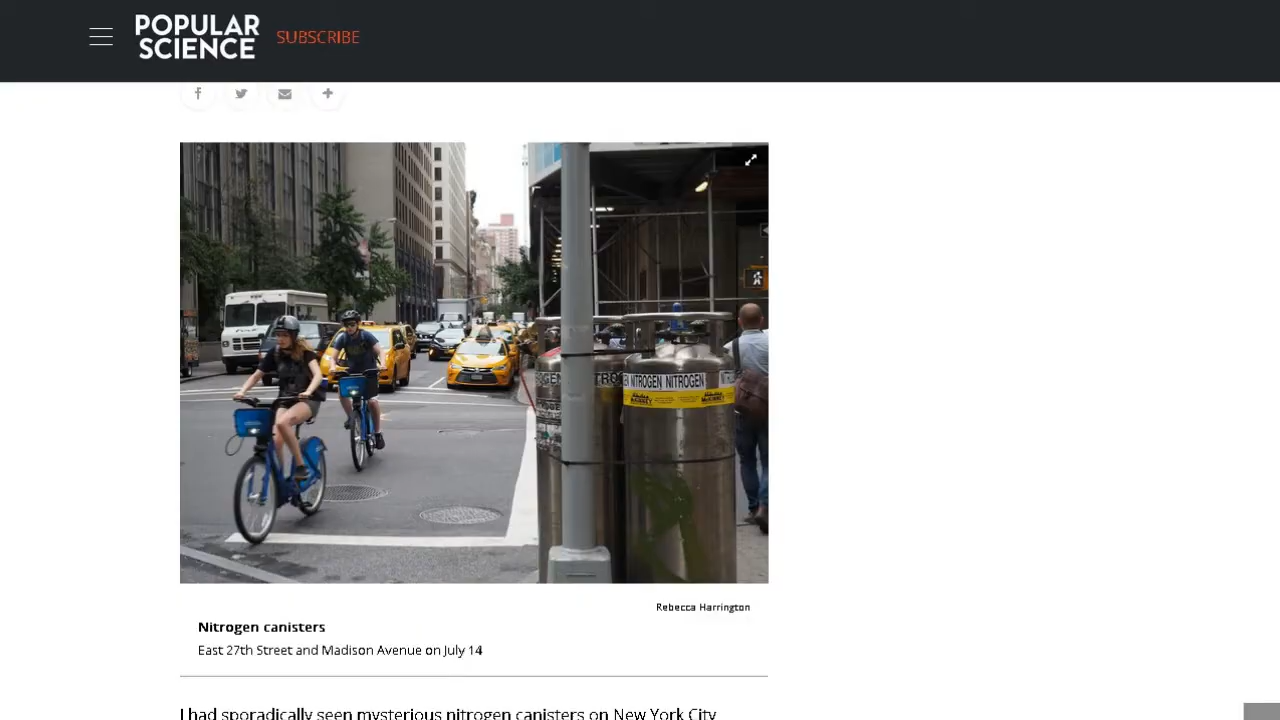 POPULAR
SCIENCE
SUBSCRIBE
NITROGEN NITROGEN
Rebecca Harrington
Nitrogen canisters
East 27th Street and Madison Avenue on July 14
I had sporadically seen mysterious nitrogen canisters on New York City